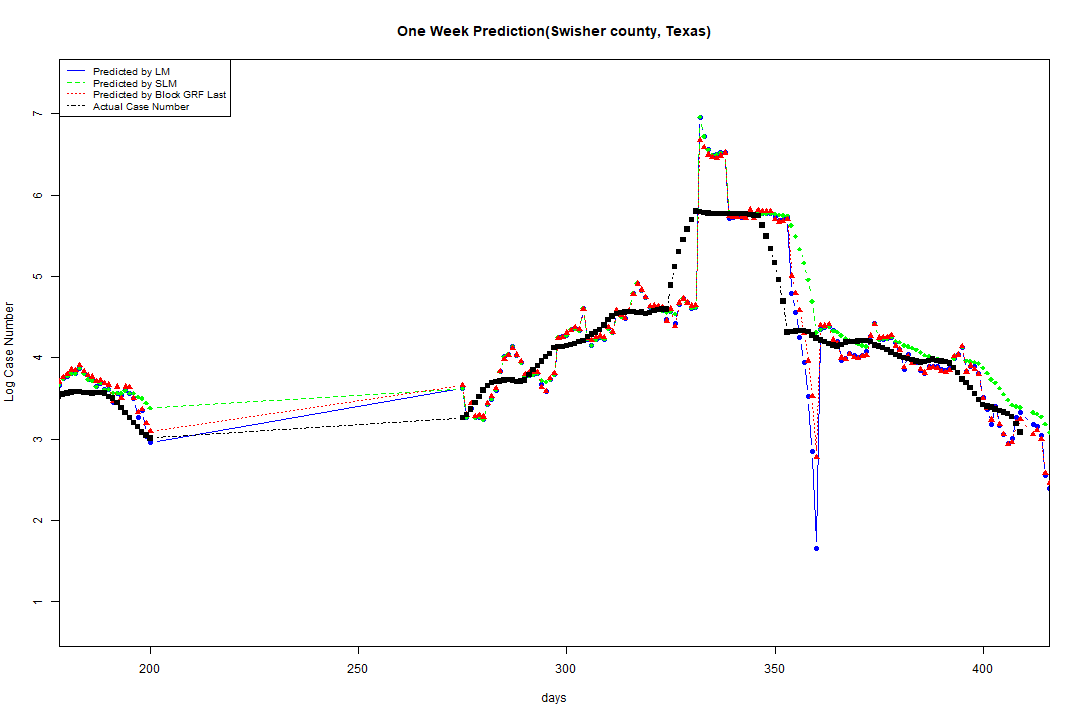 One Week Prediction(Swisher county, Texas)
Predicted by LM
Predicted by SLM
Predicted by Block GRF Last
Actual Case Number
7
6
5
4
3
2
1
Log Case Number
200
250
300
350
400
days